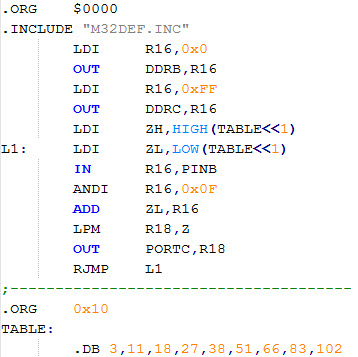 .ORG $0000
.INCLUDE "M32DEF.INC"
LDI R16,0x0
OUT DDRB,R16
LDI R16,0xFF
OUT DDRC,R16
LDI ZH,HIGH(TABLE<<1)
L1: LDI ZL,LOW(TABLE<<1)
IN R16,PINB
ANDI R16,0x0F
ADD ZL,R16
LPM R18,Z
OUT PORTC,R18
RJMP L1
;--------------------------------------
.ORG 0x10
TABLE:
.DB 3,11,18,27,38,51,66,83,102